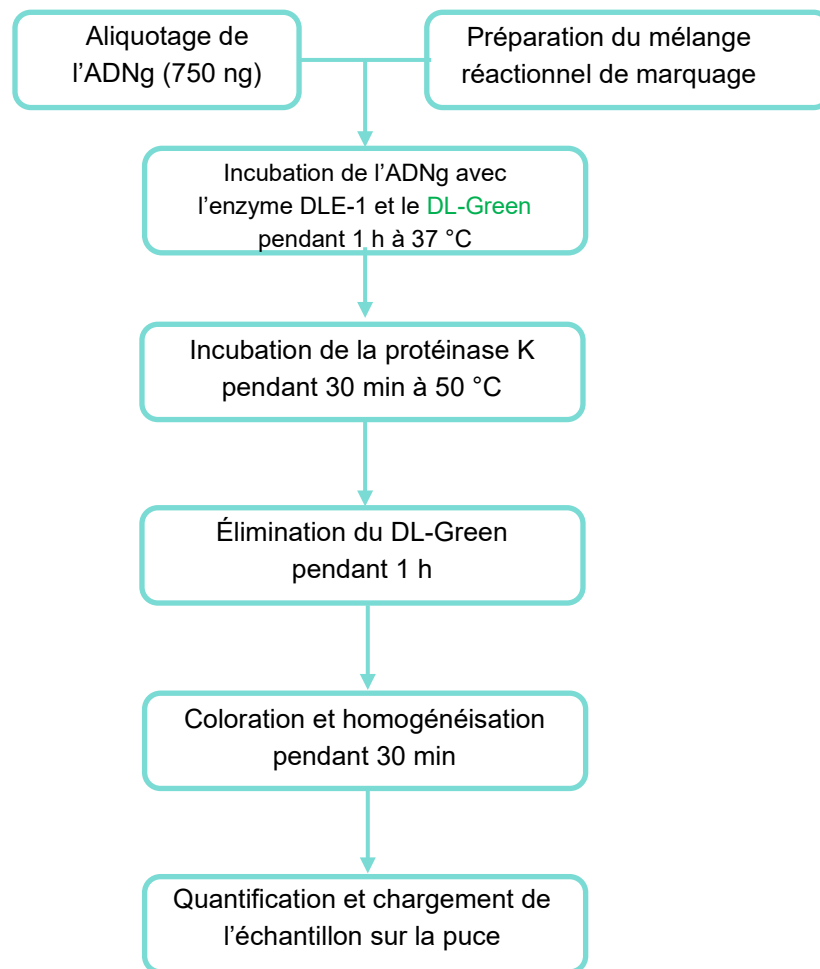 Aliquotage de
l'ADNg (750 ng)
Préparation du mélange
réactionnel de marquage
Incubation de l'ADNg avec
l'enzyme DLE-1 et le DL-Green
pendant 1 h à 37 °C
Incubation de la protéinase K
pendant 30 min à 50 °C
Élimination du DL-Green
pendant 1 h
Coloration et homogénéisation
pendant 30 min
Quantification et chargement de
l'échantillon sur la puce